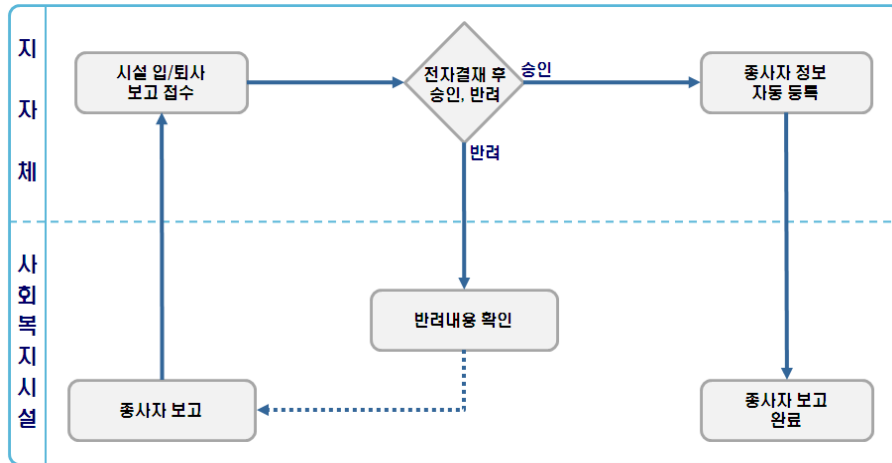 지자체
시설 입/퇴사
보고 접수
전자결재 후
승인, 반려
승인
종사자 정보
자동 등록
반려
사회복지시설
반려내용 확인
종사자 보고
종사자 보고
완료